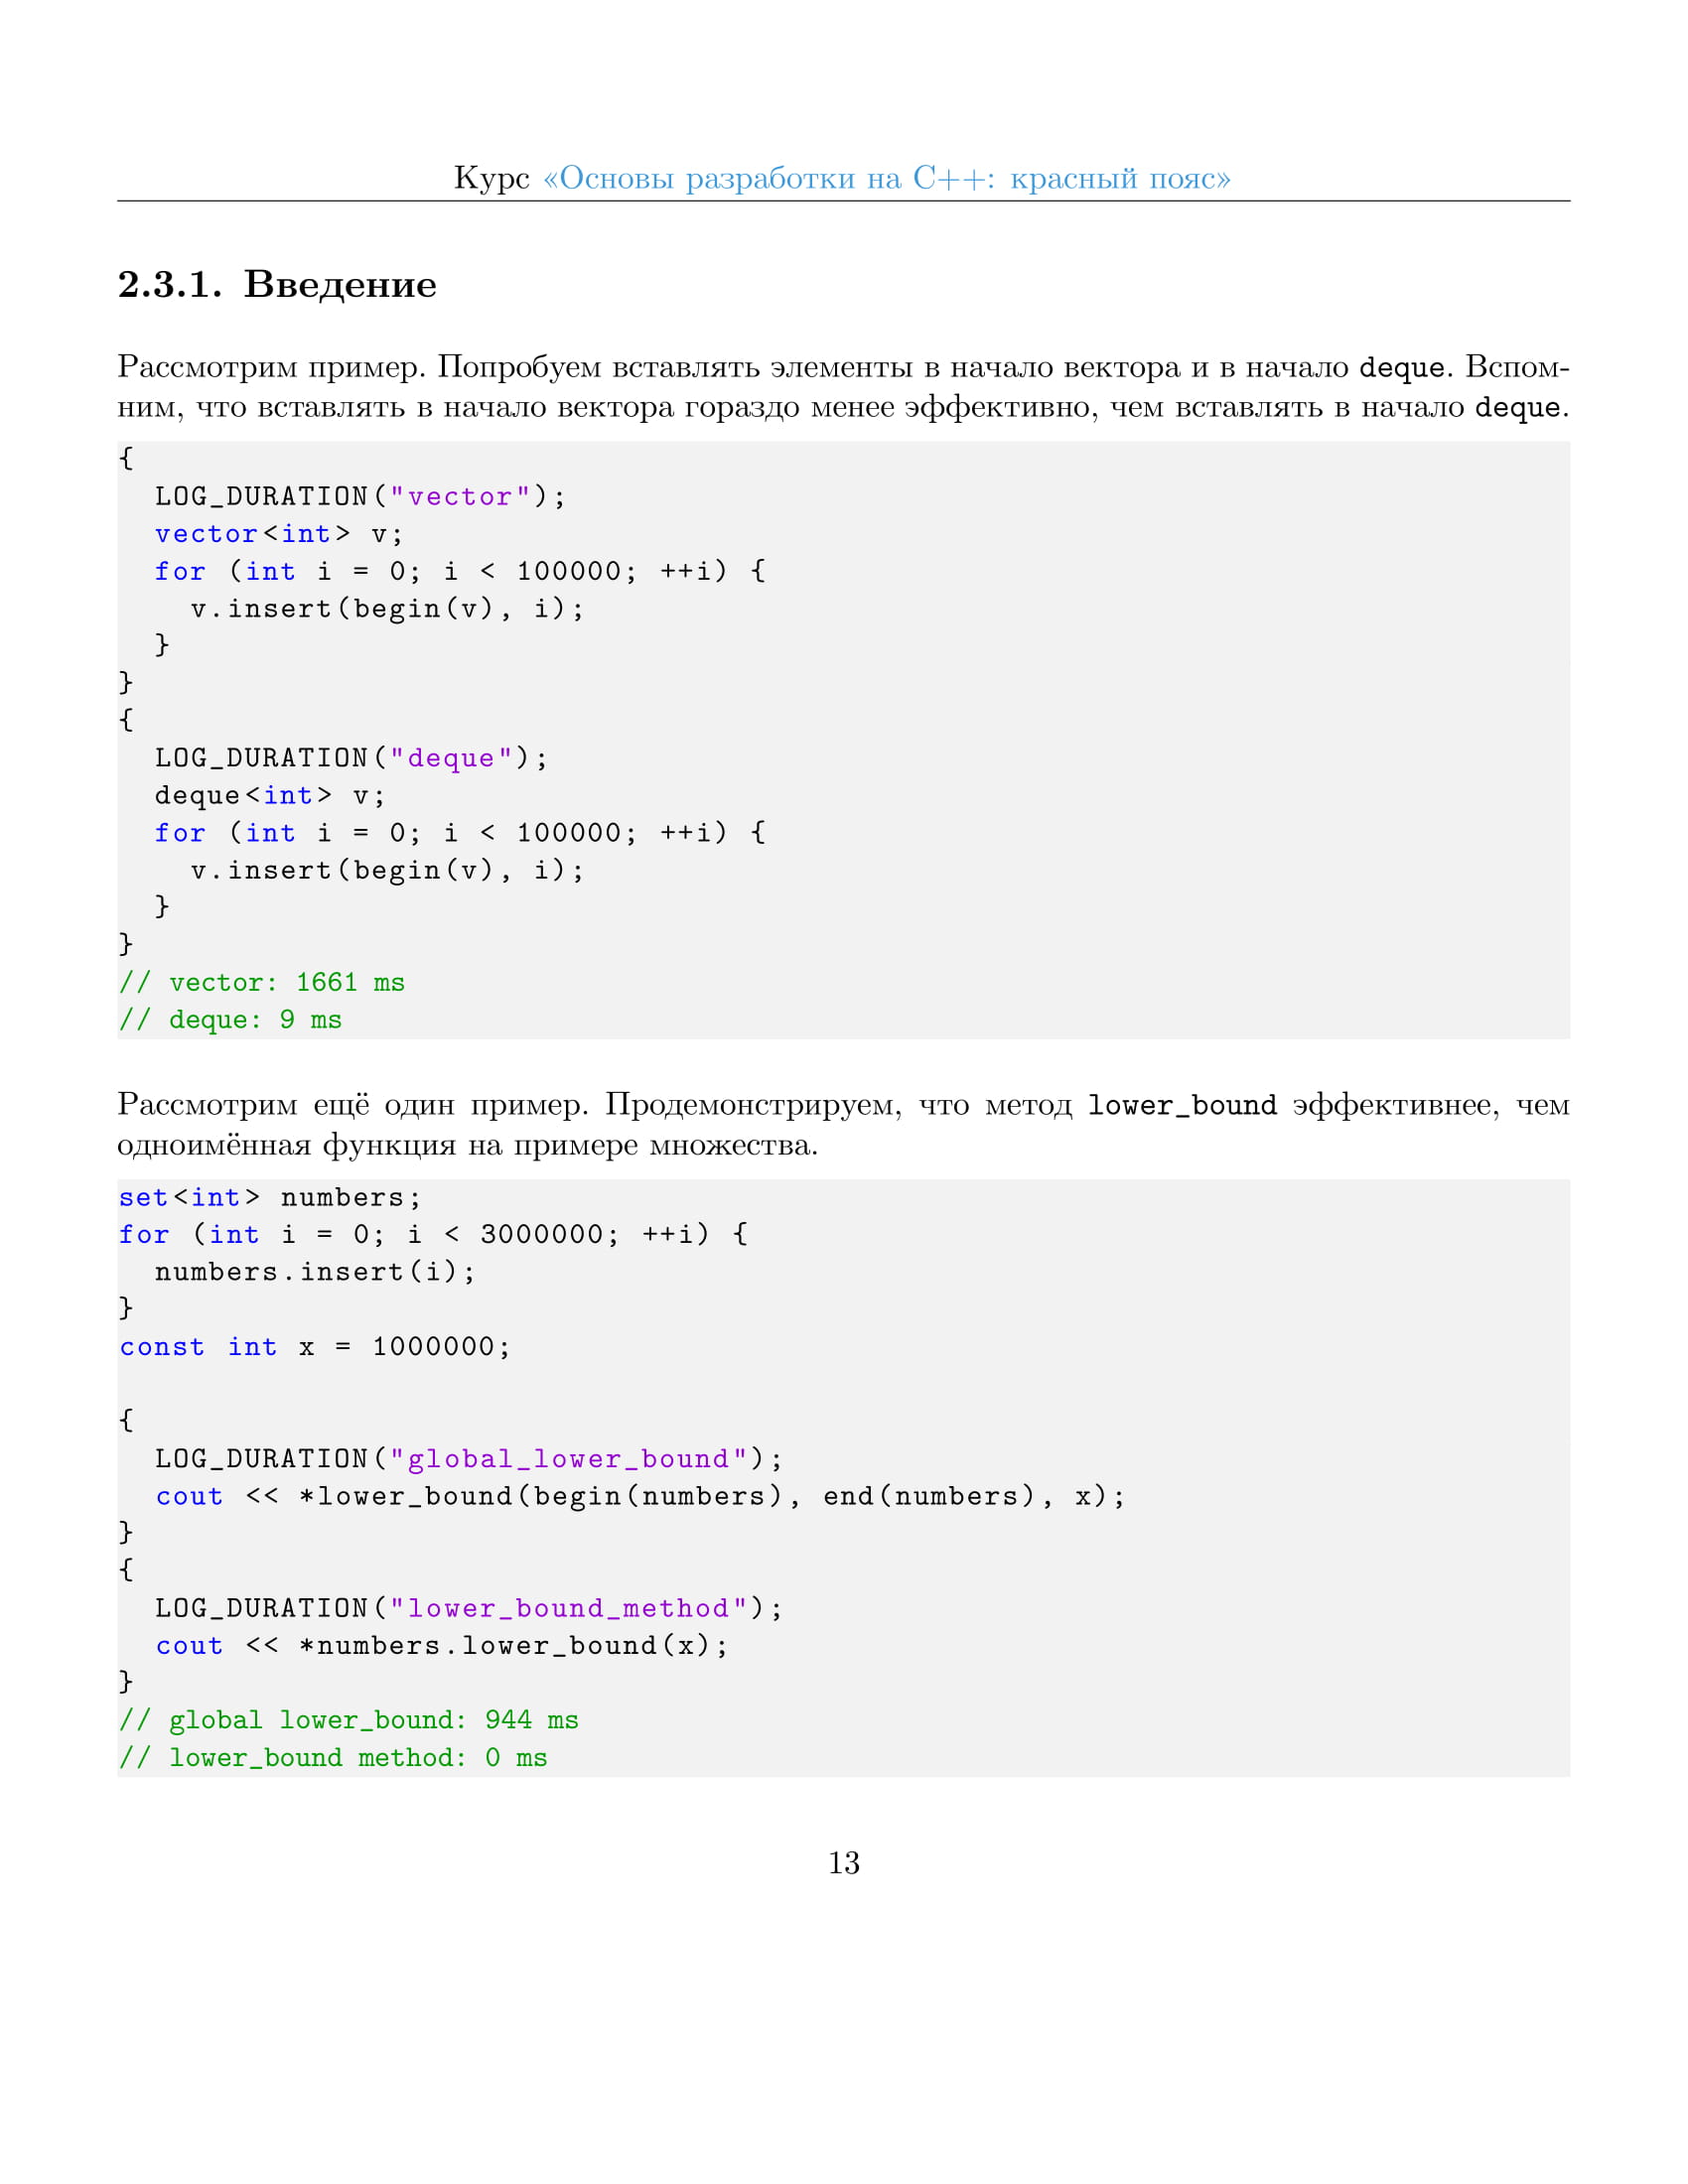 Курс «Основы разработки на C++: красный пояс»
2.3.1. Введение
Рассмотрим пример. Попробуем вставлять элементы в начало вектора и в начало deque. Вспом-
ним, что вставлять в начало вектора гораздо менее эффективно, чем вставлять в начало deque.
{
  LOG_DURATION("vector");
  vector<int> v;
  for (int i = 0; i < 100000; ++i) {
    v.insert(begin(v), i);
  }
}
{
  LOG_DURATION("deque");
  deque<int> v;
  for (int i = 0; i < 100000; ++i) {
    v.insert(begin(v), i);
  }
}
// vector: 1661 ms
// deque: 9 ms
Рассмотрим ещё один пример. Продемонстрируем, что метод lower_bound эффективнее, чем
одноимённая функция на примере множества.
set<int> numbers;
for (int i = 0; i < 3000000; ++i) {
  numbers.insert(i);
}
const int x = 1000000;

{
  LOG_DURATION("global_lower_bound");
  cout << *lower_bound(begin(numbers), end(numbers), x);
}
{
  LOG_DURATION("lower_bound_method");
  cout << *numbers.lower_bound(x);
}
// global lower_bound: 944 ms
// lower_bound method: 0 ms
13